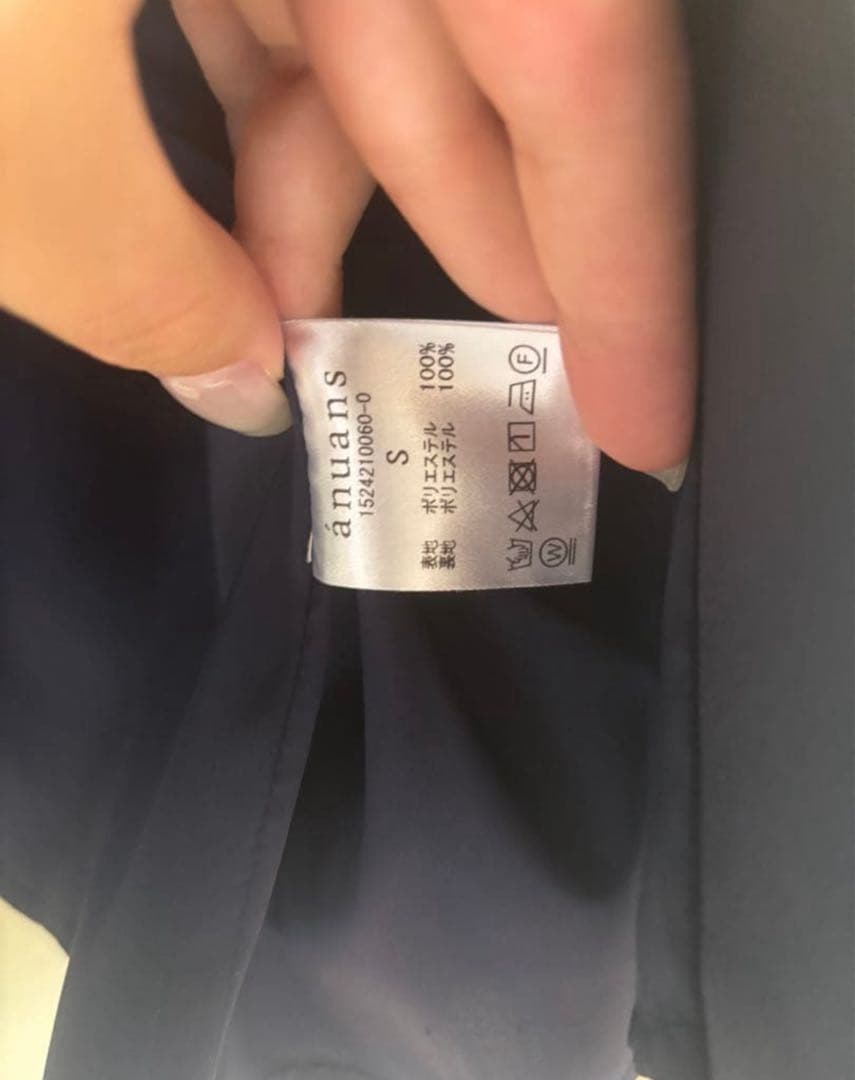 ánuans
1524210060-0
S
表地 ポリエステル 100%
裏地 ポリエステル 100%
F
W